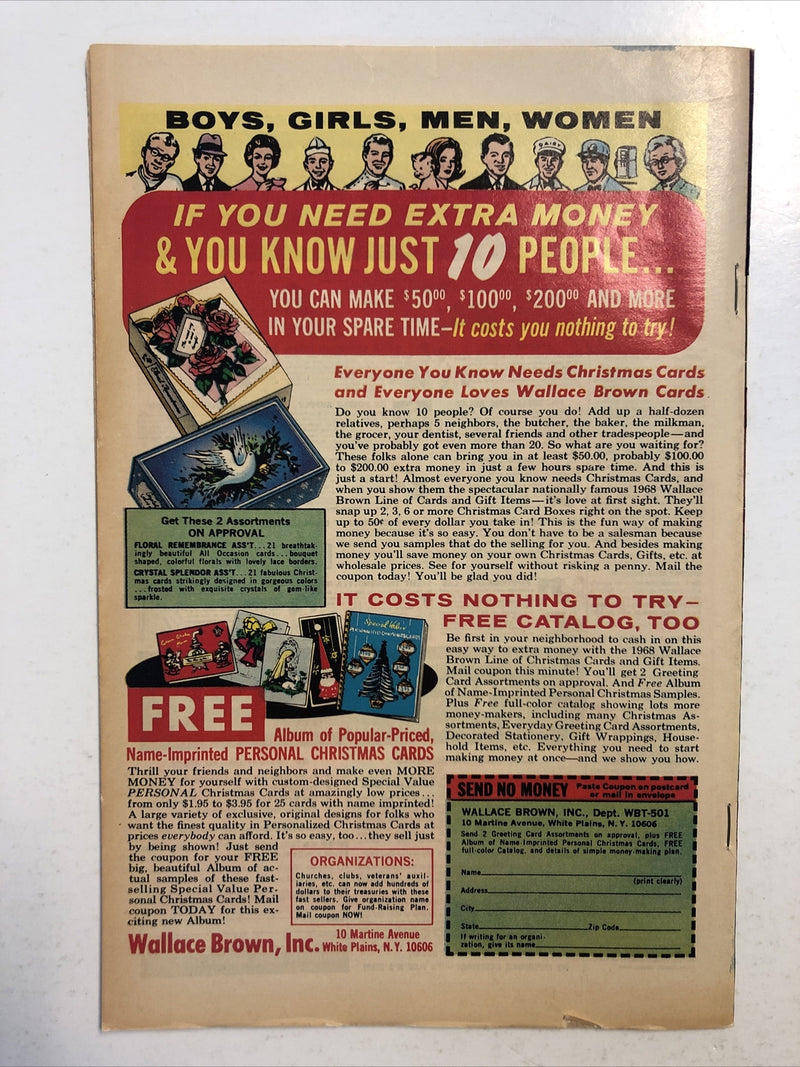 BOYS, GIRLS, MEN, WOMEN
DAIRY
IF YOU NEED EXTRA MONEY
& YOU KNOW JUST 10 PEOPLE...
YOU CAN MAKE $50⁰⁰, $100⁰⁰, $200⁰⁰ AND MORE
IN YOUR SPARE TIME—It costs you nothing to try!
Everyone You Know Needs Christmas Cards
and Everyone Loves Wallace Brown Cards
Do you know 10 people? Of course you do! Add up a half-dozen
relatives, perhaps 5 neighbors, the butcher, the baker, the milkman,
the grocer, your dentist, several friends and other tradespeople—and
you've probably got even more than 20. So what are you waiting for?
These folks alone can bring you in at least $50.00, probably $100.00
to $200.00 extra money in just a few hours spare time. And this is
just a start! Almost everyone you know needs Christmas Cards, and
when you show them the spectacular nationally famous 1968 Wallace
Brown Line of Cards and Gift Items—it's love at first sight. They'll
snap up 2, 3, 6 or more Christmas Card Boxes right on the spot. Keep
up to 50¢ of every dollar you take in! This is the fun way of making
money because it's so easy. You don't have to be a salesman because
we send you samples that do the selling for you. And besides making
money you'll save money on your own Christmas Cards, Gifts, etc. at
wholesale prices. See for yourself without risking a penny. Mail the
coupon today! You'll be glad you did!
Get These 2 Assortments
ON APPROVAL
FLORAL REMEMBRANCE ASS'T...21 breathtak-
ingly beautiful All Occasion cards...bouquet
shaped, colorful florals with lovely lace borders.
CRYSTAL SPLENDOR ASS'T...21 fabulous Christ-
mas cards strikingly designed in gorgeous colors
...frosted with exquisite crystals of gem-like
sparkle.
IT COSTS NOTHING TO TRY—
FREE CATALOG, TOO
Be first in your neighborhood to cash in on this
easy way to extra money with the 1968 Wallace
Brown Line of Christmas Cards and Gift Items.
Mail coupon this minute! You'll get 2 Greeting
Card Assortments on approval. And Free Album
of Name-Imprinted Personal Christmas Samples.
Plus Free full-color catalog showing lots more
money-makers, including many Christmas As-
sortments, Everyday Greeting Card Assortments,
Decorated Stationery, Gift Wrappings, House-
hold Items, etc. Everything you need to start
making money at once—and we show you how.
Special Value
PERSONALIZED CHRISTMAS CARDS
FREE
Album of Popular-Priced,
Name-Imprinted PERSONAL CHRISTMAS CARDS
Thrill your friends and neighbors and make even MORE
MONEY for yourself with custom-designed Special Value
PERSONAL Christmas Cards at amazingly low prices...
from only $1.95 to $3.95 for 25 cards with name imprinted!
A large variety of exclusive, original designs for folks who
want the finest quality in Personalized Christmas Cards at
prices everybody can afford. It's so easy, too...they sell just
by being shown! Just send
the coupon for your FREE
big, beautiful Album of ac-
tual samples of these fast-
selling Special Value Per-
sonal Christmas Cards! Mail
coupon TODAY for this ex-
citing new Album!
ORGANIZATIONS:
Churches, clubs, veterans' auxil-
iaries, etc. can now add hundreds of
dollars to their treasuries with these
fast sellers. Give organization name
on coupon for Fund-Raising Plan.
Mail coupon NOW!
Wallace Brown, Inc. 10 Martine Avenue
White Plains, N.Y. 10606
SEND NO MONEY Paste Coupon on postcard
or mail in envelope
WALLACE BROWN, INC., Dept. WBT-501
10 Martine Avenue, White Plains, N. Y. 10606
Send 2 Greeting Card Assortments on approval, plus FREE
Album of Name-Imprinted Personal Christmas Cards, FREE
full-color Catalog, and details of simple money-making plan.
Name
(print clearly)
Address
City
State Zip Code
If writing for an organi-
zation, give its name